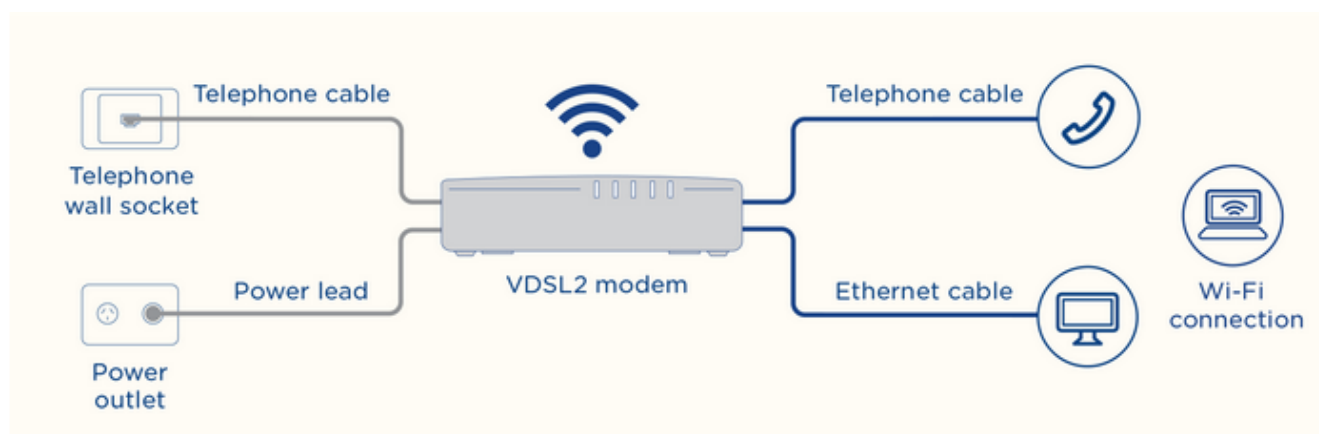 Telephone cable
Telephone
wall socket
Power lead
Power
outlet
VDSL2 modem
Telephone cable
Ethernet cable
Wi-Fi
connection